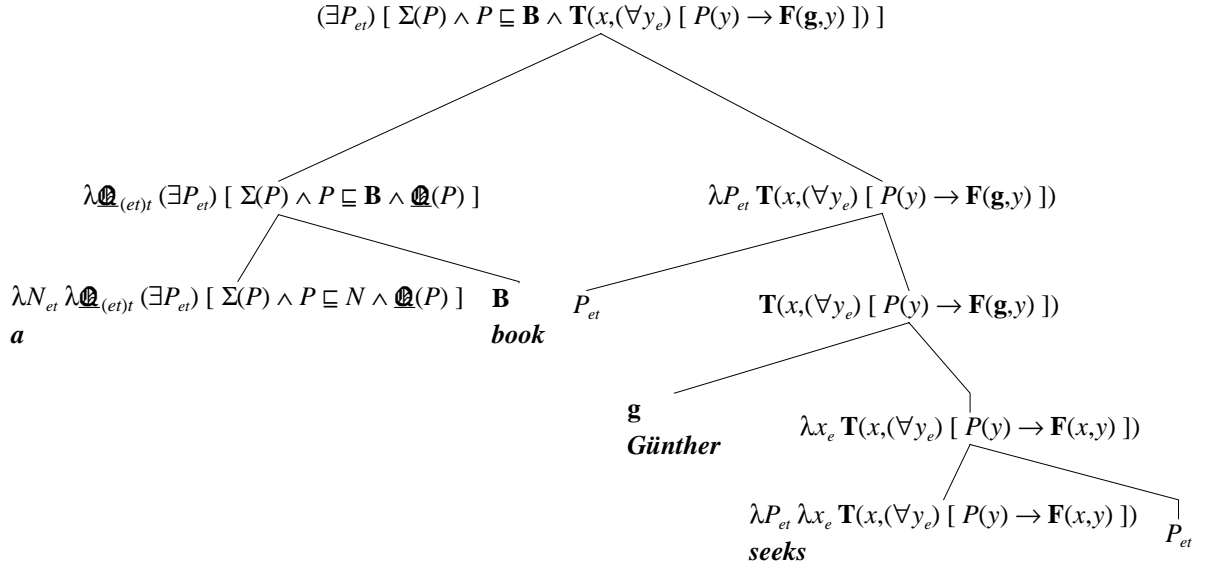 (∃P_et) [ Σ(P) ∧ P ⊑ B ∧ T(x,(∀y_e) [ P(y) → F(g,y) ]) ]
λ𝕼_(et)t (∃P_et) [ Σ(P) ∧ P ⊑ B ∧ 𝕼(P) ] λP_et T(x,(∀y_e) [ P(y) → F(g,y) ])
λN_et λ𝕼_(et)t (∃P_et) [ Σ(P) ∧ P ⊑ N ∧ 𝕼(P) ] B P_et T(x,(∀y_e) [ P(y) → F(g,y) ])
a book
g λx_e T(x,(∀y_e) [ P(y) → F(x,y) ])
Günther
λP_et λx_e T(x,(∀y_e) [ P(y) → F(x,y) ]) P_et
seeks